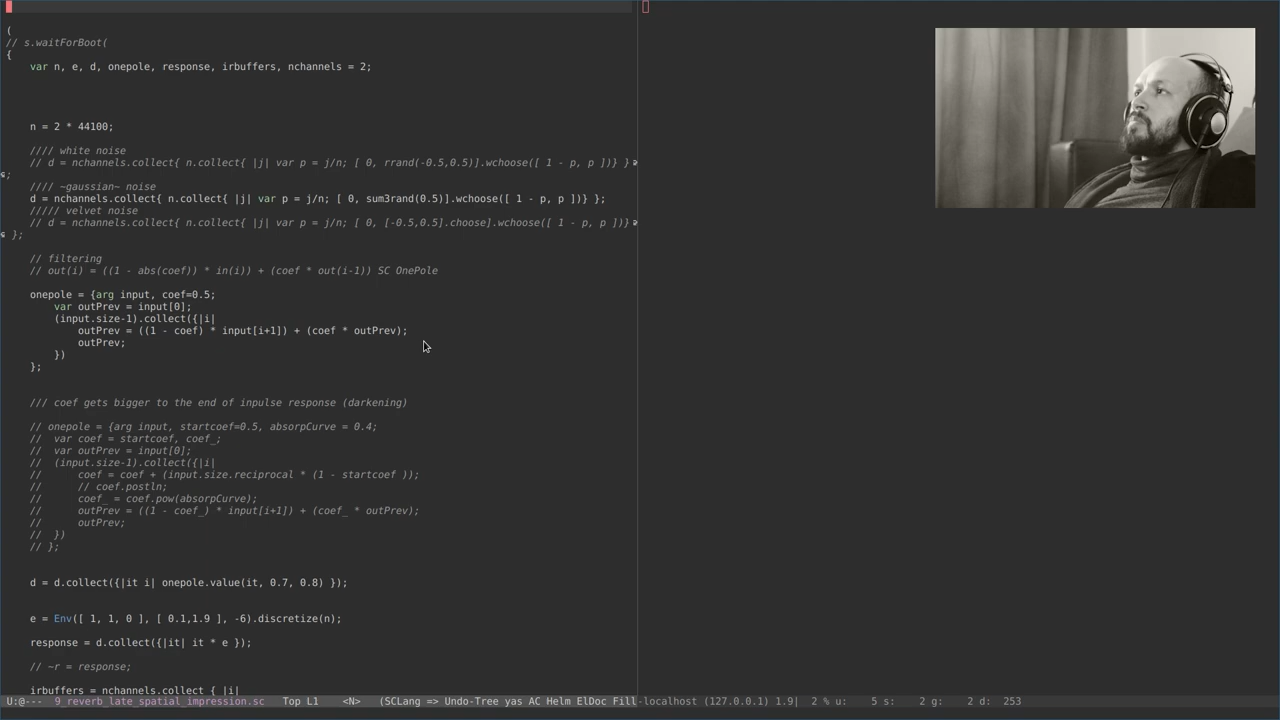 (
// s.waitForBoot(
{
var n, e, d, onepole, response, irbuffers, nchannels = 2;
n = 2 * 44100;
//// white noise
// d = nchannels.collect{ n.collect{ |j| var p = j/n; [ 0, rrand(-0.5,0.5)].wchoose([ 1 - p, p ])} }
;
//// ~gaussian~ noise
d = nchannels.collect{ n.collect{ |j| var p = j/n; [ 0, sum3rand(0.5)].wchoose([ 1 - p, p ])} };
///// velvet noise
// d = nchannels.collect{ n.collect{ |j| var p = j/n; [ 0, [-0.5,0.5].choose].wchoose([ 1 - p, p ])}
};
// filtering
// out(i) = ((1 - abs(coef)) * in(i)) + (coef * out(i-1)) SC OnePole
onepole = {arg input, coef=0.5;
var outPrev = input[0];
(input.size-1).collect({|i|
outPrev = ((1 - coef) * input[i+1]) + (coef * outPrev);
outPrev;
})
};
/// coef gets bigger to the end of inpulse response (darkening)
// onepole = {arg input, startcoef=0.5, absorpCurve = 0.4;
// var coef = startcoef, coef_;
// var outPrev = input[0];
// (input.size-1).collect({|i|
// coef = coef + (input.size.reciprocal * (1 - startcoef ));
// // coef.postln;
// coef_ = coef.pow(absorpCurve);
// outPrev = ((1 - coef_) * input[i+1]) + (coef_ * outPrev);
// outPrev;
// })
// };
d = d.collect({|it i| onepole.value(it, 0.7, 0.8) });
e = Env([ 1, 1, 0 ], [ 0.1,1.9 ], -6).discretize(n);
response = d.collect({|it| it * e });
// ~r = response;
irbuffers = nchannels.collect { |i|
U:@--- 9_reverb_late_spatial_impression.sc Top L1 <N> (SCLang => Undo-Tree yas AC Helm ElDoc Fill-localhost (127.0.0.1) 1.9| 2 % u: 5 s: 2 g: 2 d: 253